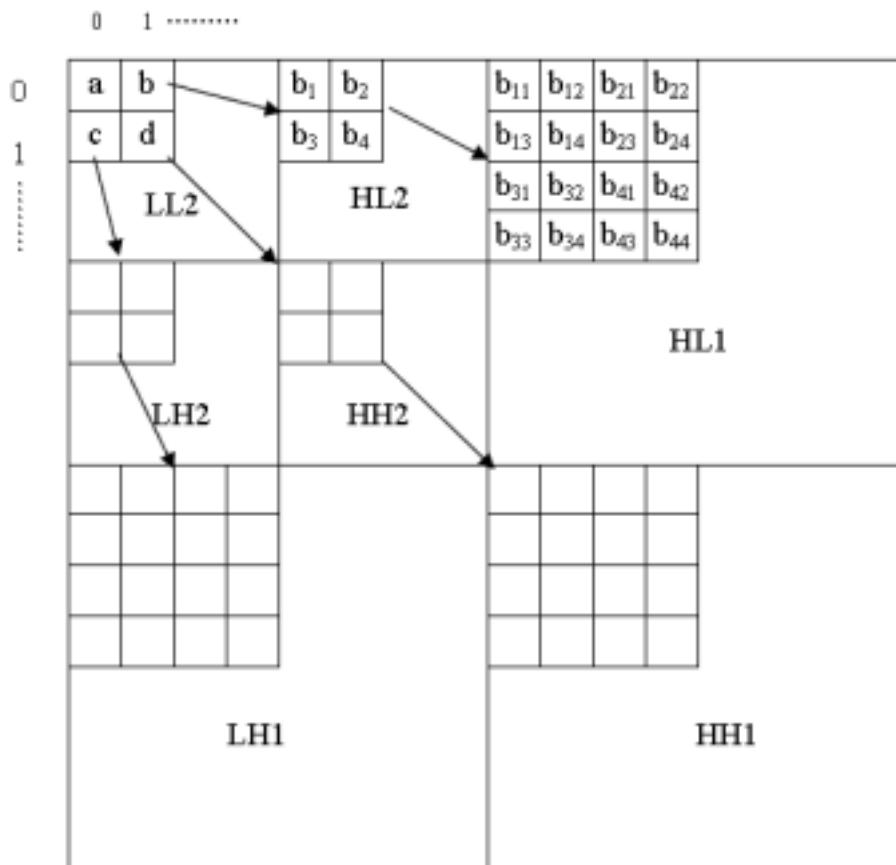 0 1 .........
0 a b b₁ b₂ b₁₁ b₁₂ b₂₁ b₂₂
1 c d b₃ b₄ b₁₃ b₁₄ b₂₃ b₂₄
LL2 HL2 b₃₁ b₃₂ b₄₁ b₄₂
b₃₃ b₃₄ b₄₃ b₄₄
HL1
LH2 HH2
LH1 HH1